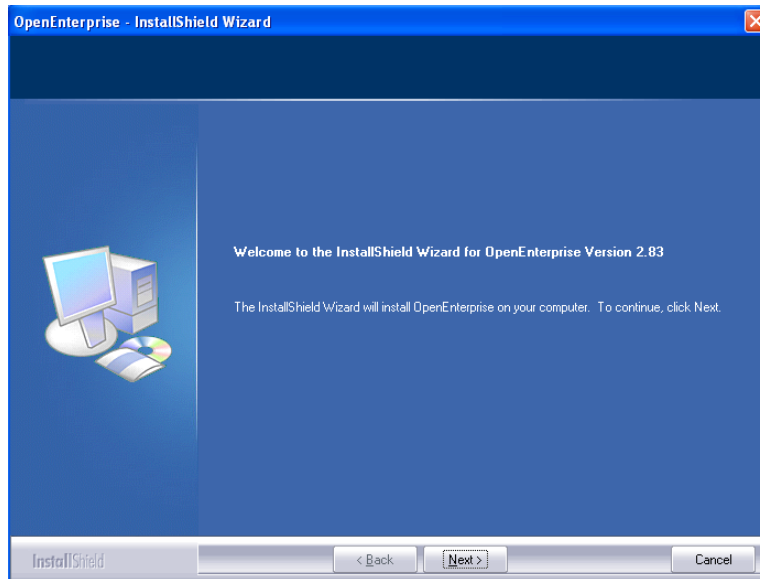 OpenEnterprise - InstallShield Wizard
Welcome to the InstallShield Wizard for OpenEnterprise Version 2.83
The InstallShield Wizard will install OpenEnterprise on your computer. To continue, click Next.
InstallShield
< Back
Next >
Cancel